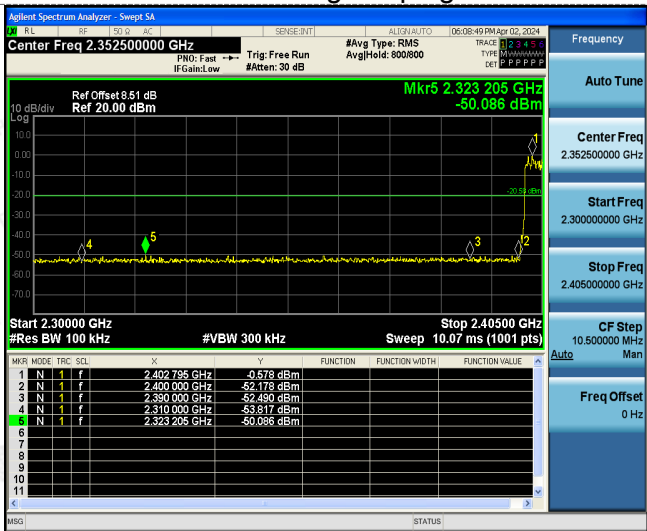 Agilent Spectrum Analyzer - Swept SA
RL RF 50 Ω AC SENSE:INT ALIGN AUTO 06:08:49 PM Apr 02, 2024
Center Freq 2.352500000 GHz
PNO: Fast
IFGain:Low
Trig: Free Run
#Atten: 30 dB
#Avg Type: RMS
Avg|Hold: 800/800
TRACE 1 2 3 4 5 6
TYPE M W W W W W
DET P P P P P P
Ref Offset 8.51 dB
10 dB/div Ref 20.00 dBm
Log
Mkr5 2.323 205 GHz
-50.086 dBm
10.0
0.00
-10.0
-20.0
-30.0
-40.0
-50.0
-60.0
-70.0
1
-20.58 dBm
4
5
3
2
Start 2.30000 GHz Stop 2.40500 GHz
#Res BW 100 kHz #VBW 300 kHz Sweep 10.07 ms (1001 pts)
MKR MODE TRC SCL X Y FUNCTION FUNCTION WIDTH FUNCTION VALUE
1 N 1 f 2.402 795 GHz -0.578 dBm
2 N 1 f 2.400 000 GHz -52.178 dBm
3 N 1 f 2.390 000 GHz -52.490 dBm
4 N 1 f 2.310 000 GHz -53.817 dBm
5 N 1 f 2.323 205 GHz -50.086 dBm
6
7
8
9
10
11
MSG STATUS
Frequency
Auto Tune
Center Freq
2.352500000 GHz
Start Freq
2.300000000 GHz
Stop Freq
2.405000000 GHz
CF Step
10.500000 MHz
Auto Man
Freq Offset
0 Hz